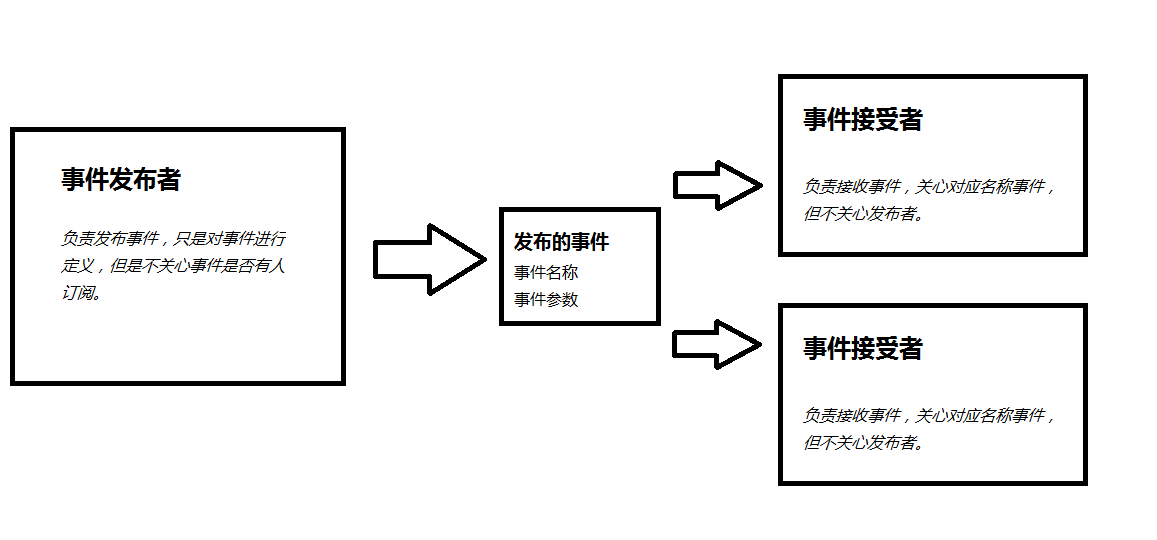 事件发布者
负责发布事件，只是对事件进行
定义，但是不关心事件是否有人
订阅。
发布的事件
事件名称
事件参数
事件接受者
负责接收事件，关心对应名称事件，
但不关心发布者。
事件接受者
负责接收事件，关心对应名称事件，
但不关心发布者。